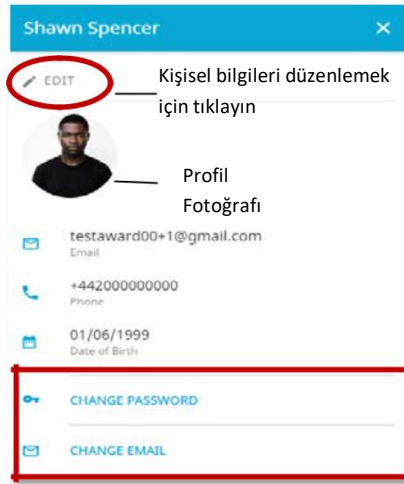 Shawn Spencer
EDIT
Kişisel bilgileri düzenlemek
için tıklayın
Profil
Fotoğrafı
testaward00+1@gmail.com
Email
+442000000000
Phone
01/06/1999
Date of Birth
CHANGE PASSWORD
CHANGE EMAIL